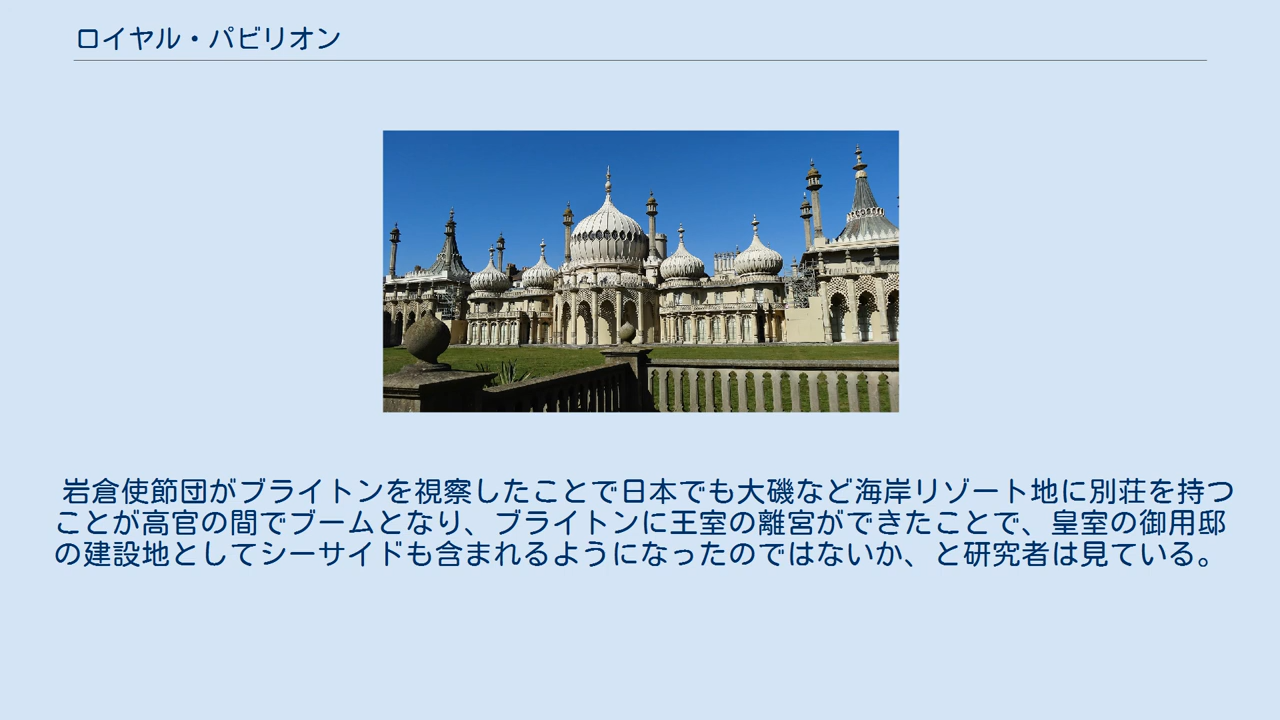 ロイヤル・パビリオン
岩倉使節団がブライトンを視察したことで日本でも大磯など海岸リゾート地に別荘を持つ
ことが高官の間でブームとなり、ブライトンに王室の離宮ができたことで、皇室の御用邸
の建設地としてシーサイドも含まれるようになったのではないか、と研究者は見ている。